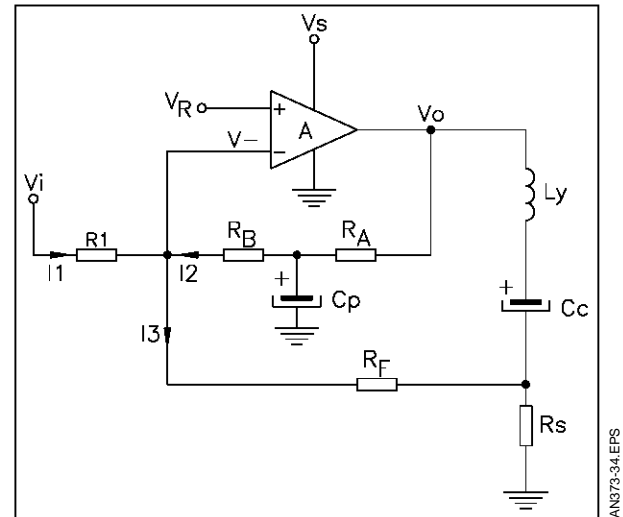 Vs
VR
+
A
V−
−
Vo
Vi
Ly
R1
RB
RA
I1
I2
+
Cp
+
Cc
I3
RF
Rs
AN373-34.EPS